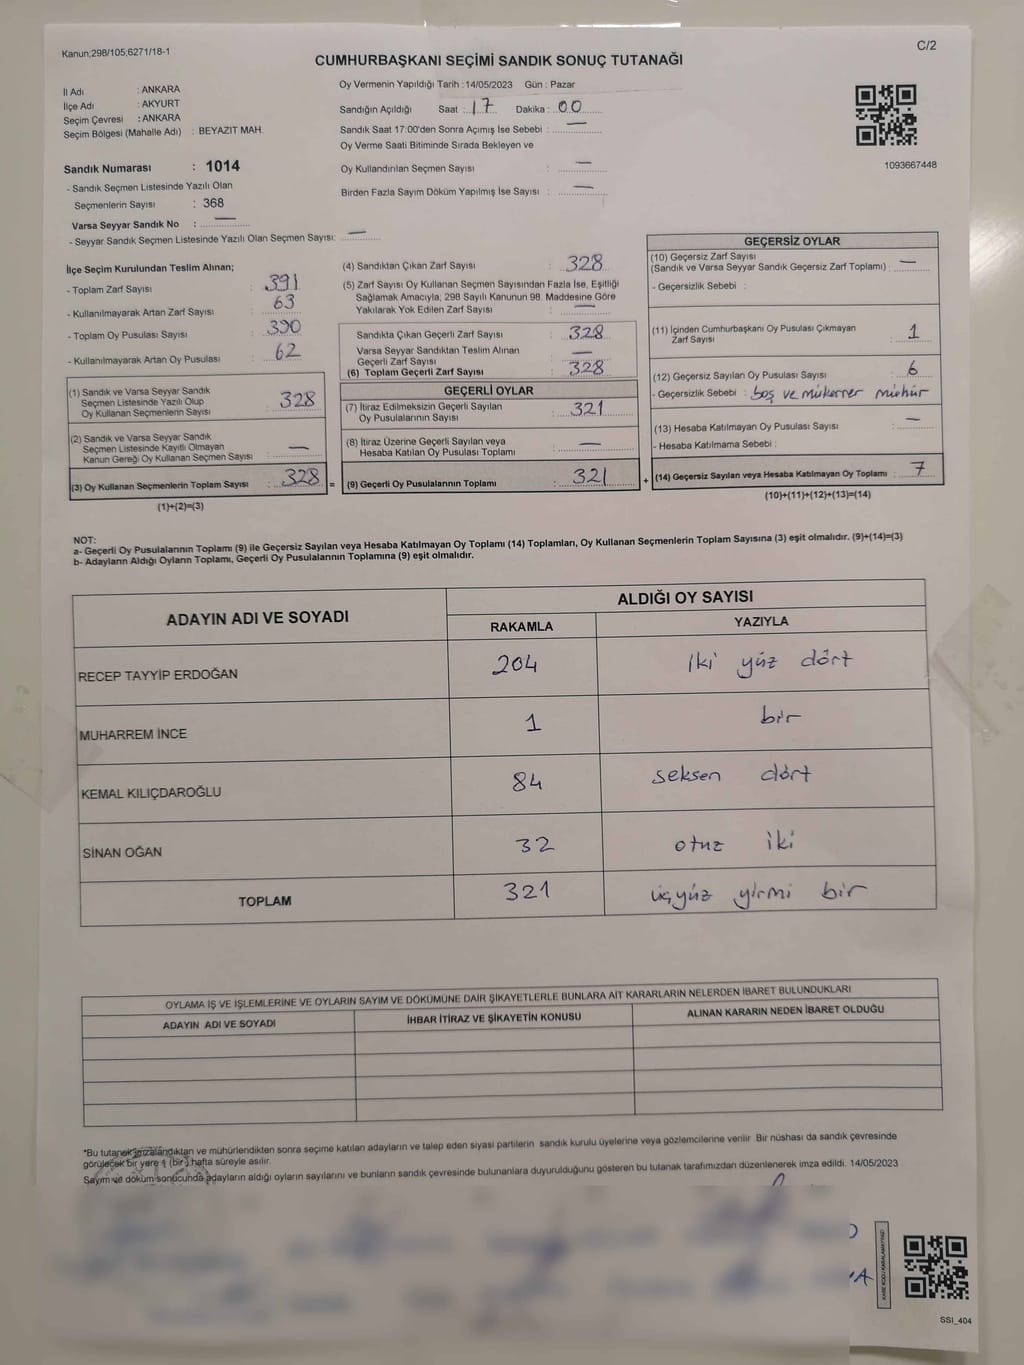 Kanun;298/105;6271/18-1
C/2
CUMHURBAŞKANI SEÇİMİ SANDIK SONUÇ TUTANAĞI
İl Adı : ANKARA
İlçe Adı : AKYURT
Seçim Çevresi : ANKARA
Seçim Bölgesi (Mahalle Adı) : BEYAZIT MAH.
Sandık Numarası : 1014
- Sandık Seçmen Listesinde Yazılı Olan
Seçmenlerin Sayısı : 368
Varsa Seyyar Sandık No : —
- Seyyar Sandık Seçmen Listesinde Yazılı Olan Seçmen Sayısı: —
Oy Vermenin Yapıldığı Tarih : 14/05/2023 Gün : Pazar
Sandığın Açıldığı Saat : 17 Dakika : 00
Sandık Saat 17:00'den Sonra Açımış İse Sebebi : —
Oy Verme Saati Bitiminde Sırada Bekleyen ve
Oy Kullandırılan Seçmen Sayısı : —
Birden Fazla Sayım Döküm Yapılmış İse Sayısı : —
1093667448
İlçe Seçim Kurulundan Teslim Alınan;
- Toplam Zarf Sayısı : 391
- Kullanılmayarak Artan Zarf Sayısı : 63
- Toplam Oy Pusulası Sayısı : 390
- Kullanılmayarak Artan Oy Pusulası : 62
(1) Sandık ve Varsa Seyyar Sandık
Seçmen Listesinde Yazılı Olup
Oy Kullanan Seçmenlerin Sayısı : 328
(2) Sandık ve Varsa Seyyar Sandık
Seçmen Listesinde Kayıtlı Olmayan
Kanun Gereği Oy Kullanan Seçmen Sayısı : —
(3) Oy Kullanan Seçmenlerin Toplam Sayısı : 328
(1)+(2)=(3)
(4) Sandıktan Çıkan Zarf Sayısı : 328
(5) Zarf Sayısı Oy Kullanan Seçmen Sayısından Fazla İse, Eşitliği
Sağlamak Amacıyla; 298 Sayılı Kanunun 98. Maddesine Göre
Yakılarak Yok Edilen Zarf Sayısı : —
Sandıkta Çıkan Geçerli Zarf Sayısı : 328
Varsa Seyyar Sandıktan Teslim Alınan
Geçerli Zarf Sayısı : —
(6) Toplam Geçerli Zarf Sayısı : 328
GEÇERLİ OYLAR
(7) İtiraz Edilmeksizin Geçerli Sayılan
Oy Pusulalarının Sayısı : 321
(8) İtiraz Üzerine Geçerli Sayılan veya
Hesaba Katılan Oy Pusulası Toplamı : —
= (9) Geçerli Oy Pusulalarının Toplamı : 321 +
GEÇERSİZ OYLAR
(10) Geçersiz Zarf Sayısı
(Sandık ve Varsa Seyyar Sandık Geçersiz Zarf Toplamı) : —
- Geçersizlik Sebebi :
(11) İçinden Cumhurbaşkanı Oy Pusulası Çıkmayan
Zarf Sayısı : 1
(12) Geçersiz Sayılan Oy Pusulası Sayısı : 6
- Geçersizlik Sebebi : boş ve mükerrer mühür
(13) Hesaba Katılmayan Oy Pusulası Sayısı : —
- Hesaba Katılmama Sebebi :
(14) Geçersiz Sayılan veya Hesaba Katılmayan Oy Toplamı : 7
(10)+(11)+(12)+(13)=(14)
NOT:
a- Geçerli Oy Pusulalarının Toplamı (9) ile Geçersiz Sayılan veya Hesaba Katılmayan Oy Toplamı (14) Toplamları, Oy Kullanan Seçmenlerin Toplam Sayısına (3) eşit olmalıdır. (9)+(14)=(3)
b- Adayların Aldığı Oyların Toplamı, Geçerli Oy Pusulalarının Toplamına (9) eşit olmalıdır.
ADAYIN ADI VE SOYADI ALDIĞI OY SAYISI
RAKAMLA YAZIYLA
RECEP TAYYİP ERDOĞAN 204 iki yüz dört
MUHARREM İNCE 1 bir
KEMAL KILIÇDAROĞLU 84 seksen dört
SİNAN OĞAN 32 otuz iki
TOPLAM 321 üçyüz yirmi bir
OYLAMA İŞ VE İŞLEMLERİNE VE OYLARIN SAYIM VE DÖKÜMÜNE DAİR ŞİKAYETLERLE BUNLARA AİT KARARLARIN NELERDEN İBARET BULUNDUKLARI
ADAYIN ADI VE SOYADI İHBAR İTİRAZ VE ŞİKAYETİN KONUSU ALINAN KARARIN NEDEN İBARET OLDUĞU
*Bu tutanak imzalandıktan ve mühürlendikten sonra seçime katılan adayların ve talep eden siyasi partilerin sandık kurulu üyelerine veya gözlemcilerine verilir. Bir nüshası da sandık çevresinde
görülecek bir yere 1 (bir) hafta süreyle asılır.
Sayım ve döküm sonucunda adayların aldığı oyların sayılarını ve bunların sandık çevresinde bulunanlara duyurulduğunu gösteren bu tutanak tarafımızdan düzenlenerek imza edildi. 14/05/2023
SSI_404